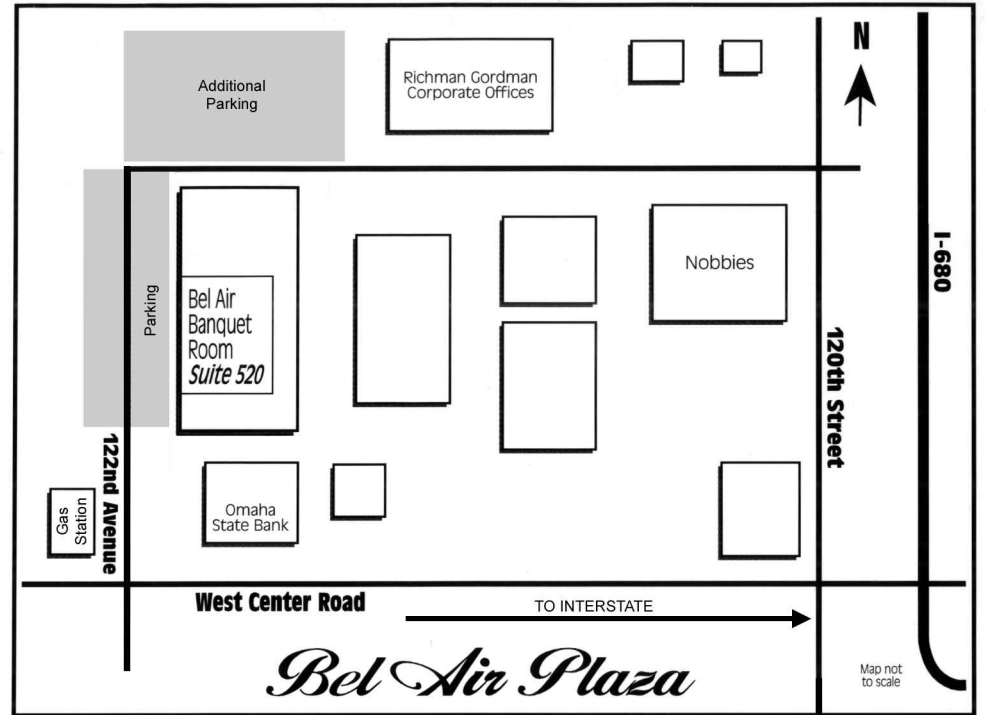 N
Additional
Parking
Richman Gordman
Corporate Offices
I-680
Nobbies
Parking
Bel Air
Banquet
Room
Suite 520
120th Street
122nd Avenue
Gas
Station
Omaha
State Bank
West Center Road
TO INTERSTATE
Bel Air Plaza
Map not
to scale